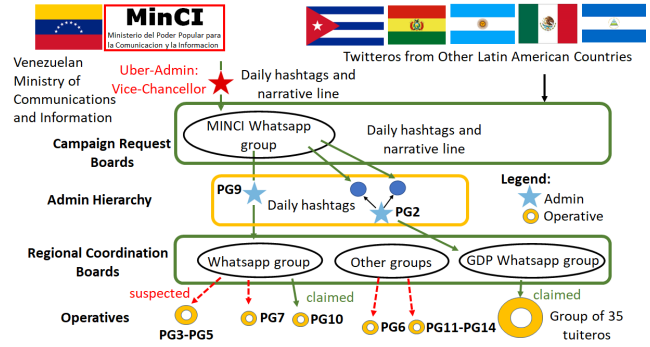 MinCI
Ministerio del Poder Popular para
la Comunicacion y la Informacion
Venezuelan
Ministry of
Communications
and Information
Uber-Admin:
Vice-Chancellor
Daily hashtags and
narrative line
Twitteros from Other Latin American Countries
Campaign Request
Boards
MINCI Whatsapp
group
Daily hashtags and
narrative line
Admin Hierarchy
PG9
Daily hashtags
PG2
Legend:
Admin
Operative
Regional Coordination
Boards
Whatsapp group
Other groups
GDP Whatsapp group
suspected
claimed
claimed
Operatives
PG3-PG5
PG7
PG10
PG6
PG11-PG14
Group of 35
tuiteros